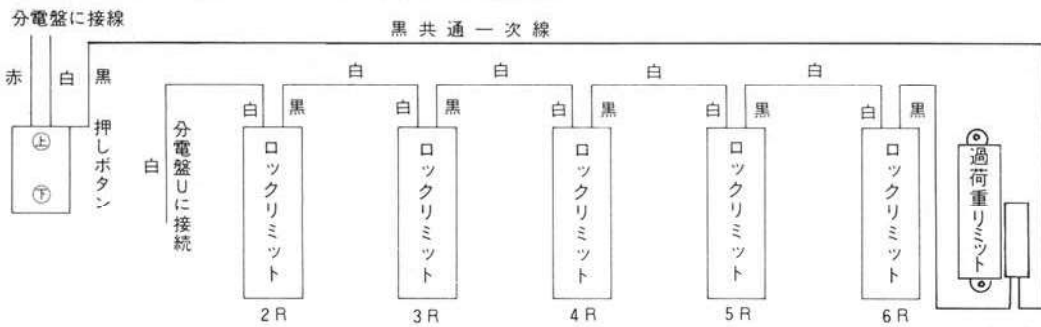 分電盤に接線
黒共通一次線
赤 白 黒
上
下
押しボタン
白
分電盤Uに接続
白 白 白 白
白 黒 白 黒 白 黒 白 黒 白 黒
ロックリミット
ロックリミット
ロックリミット
ロックリミット
ロックリミット
過荷重リミット
2R 3R 4R 5R 6R